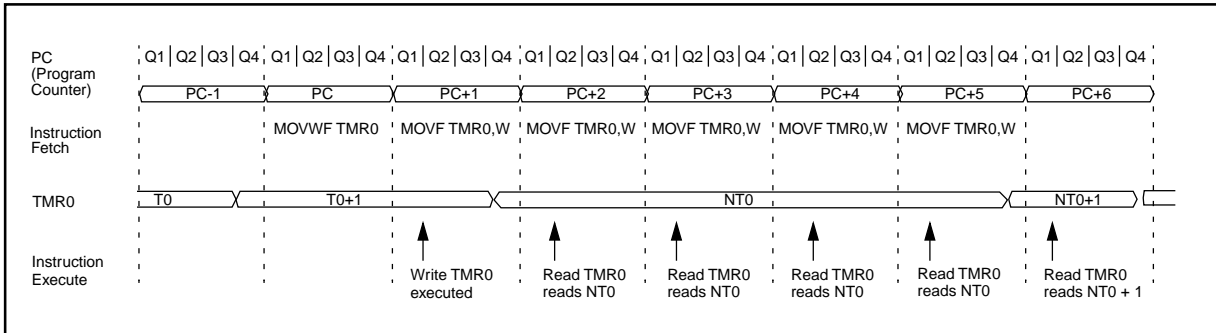 PC
(Program
Counter)
Q1 Q2 Q3 Q4 Q1 Q2 Q3 Q4 Q1 Q2 Q3 Q4 Q1 Q2 Q3 Q4 Q1 Q2 Q3 Q4 Q1 Q2 Q3 Q4 Q1 Q2 Q3 Q4 Q1 Q2 Q3 Q4
PC-1 PC PC+1 PC+2 PC+3 PC+4 PC+5 PC+6
Instruction
Fetch
MOVWF TMR0 MOVF TMR0,W MOVF TMR0,W MOVF TMR0,W MOVF TMR0,W MOVF TMR0,W
TMR0
T0 T0+1 NT0 NT0+1
Instruction
Execute
Write TMR0
executed
Read TMR0
reads NT0
Read TMR0
reads NT0
Read TMR0
reads NT0
Read TMR0
reads NT0
Read TMR0
reads NT0 + 1